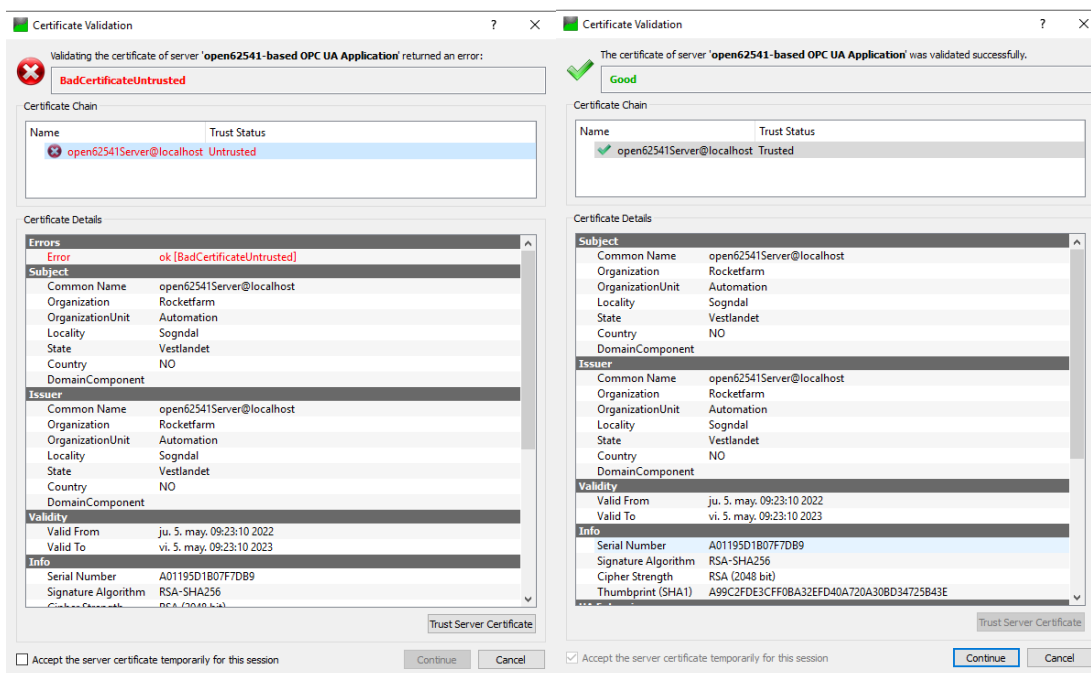 Certificate Validation
Validating the certificate of server 'open62541-based OPC UA Application' returned an error:
BadCertificateUntrusted
Certificate Chain
Name Trust Status
open62541Server@localhost Untrusted
Certificate Details
Errors
Error ok [BadCertificateUntrusted]
Subject
Common Name open62541Server@localhost
Organization Rocketfarm
OrganizationUnit Automation
Locality Sogndal
State Vestlandet
Country NO
DomainComponent
Issuer
Common Name open62541Server@localhost
Organization Rocketfarm
OrganizationUnit Automation
Locality Sogndal
State Vestlandet
Country NO
DomainComponent
Validity
Valid From ju. 5. may. 09:23:10 2022
Valid To vi. 5. may. 09:23:10 2023
Info
Serial Number A01195D1B07F7DB9
Signature Algorithm RSA-SHA256
Cipher Strength RSA (2048 bit)
Trust Server Certificate
Accept the server certificate temporarily for this session
Continue Cancel
Certificate Validation
The certificate of server 'open62541-based OPC UA Application' was validated successfully.
Good
Certificate Chain
Name Trust Status
open62541Server@localhost Trusted
Certificate Details
Subject
Common Name open62541Server@localhost
Organization Rocketfarm
OrganizationUnit Automation
Locality Sogndal
State Vestlandet
Country NO
DomainComponent
Issuer
Common Name open62541Server@localhost
Organization Rocketfarm
OrganizationUnit Automation
Locality Sogndal
State Vestlandet
Country NO
DomainComponent
Validity
Valid From ju. 5. may. 09:23:10 2022
Valid To vi. 5. may. 09:23:10 2023
Info
Serial Number A01195D1B07F7DB9
Signature Algorithm RSA-SHA256
Cipher Strength RSA (2048 bit)
Thumbprint (SHA1) A99C2FDE3CFF0BA32EFD40A720A30BD34725B43E
Trust Server Certificate
Accept the server certificate temporarily for this session
Continue Cancel